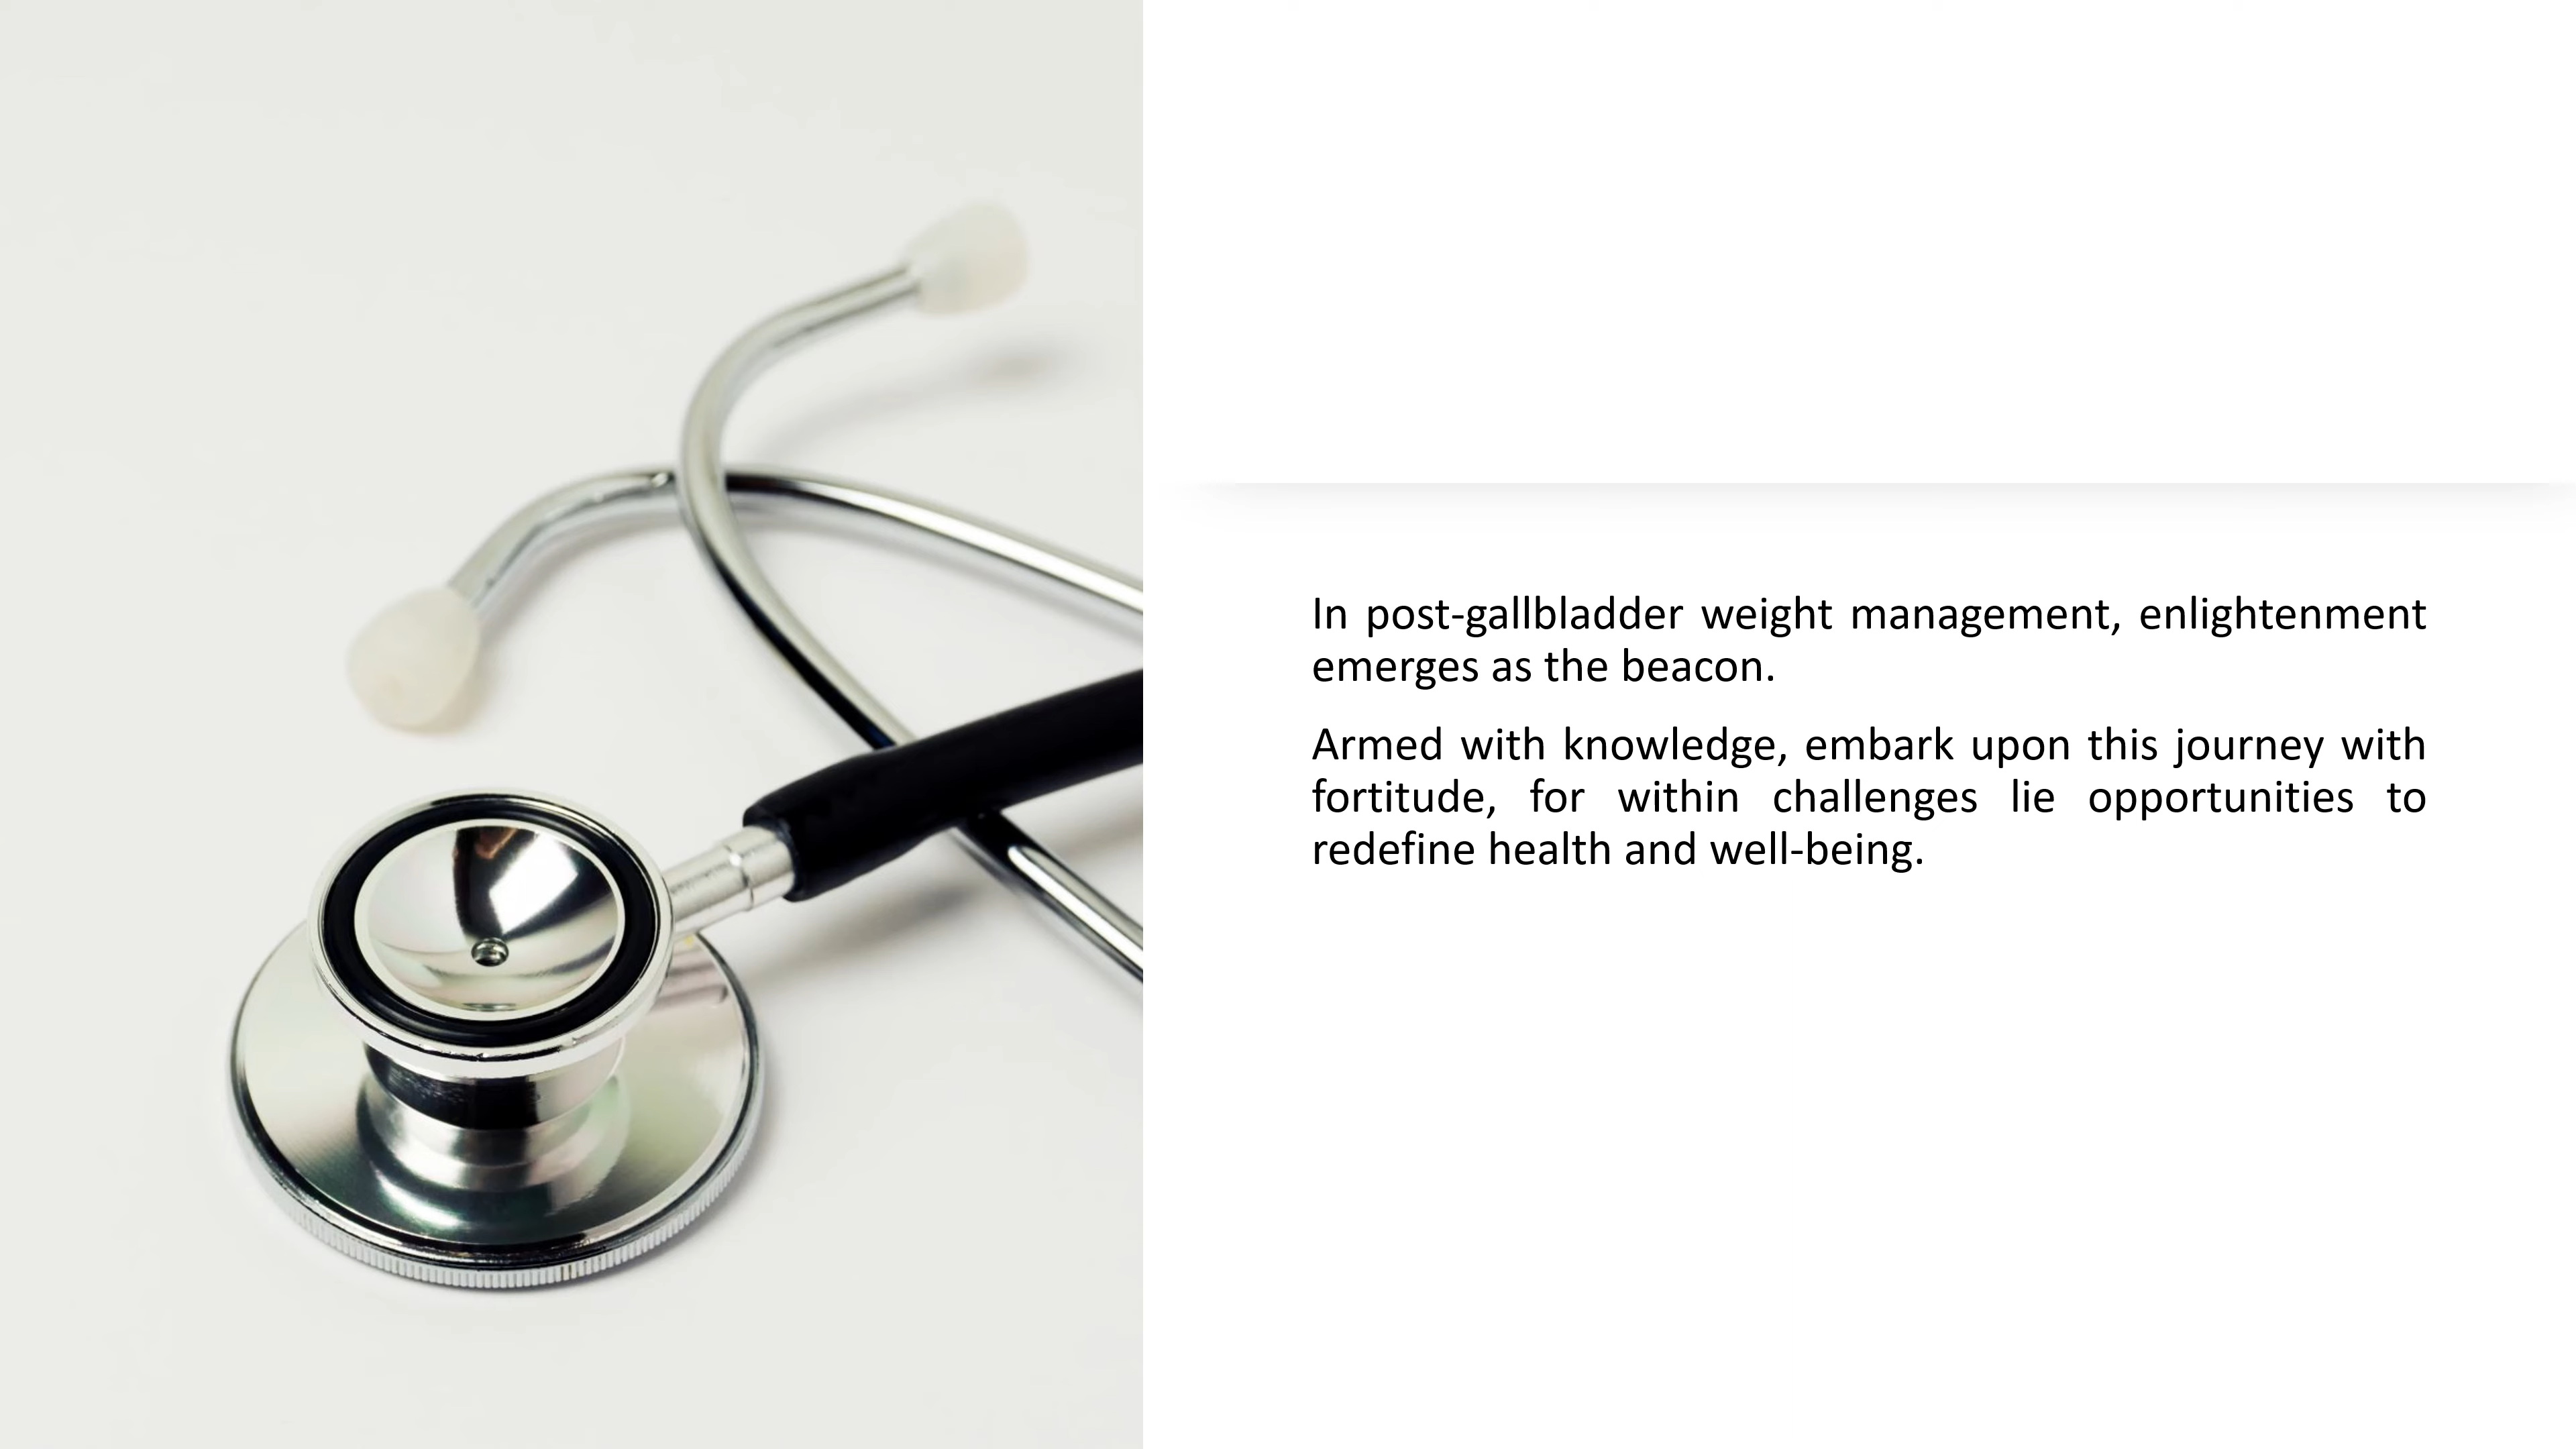 In post-gallbladder weight management, enlightenment
emerges as the beacon.
Armed with knowledge, embark upon this journey with
fortitude, for within challenges lie opportunities to
redefine health and well-being.